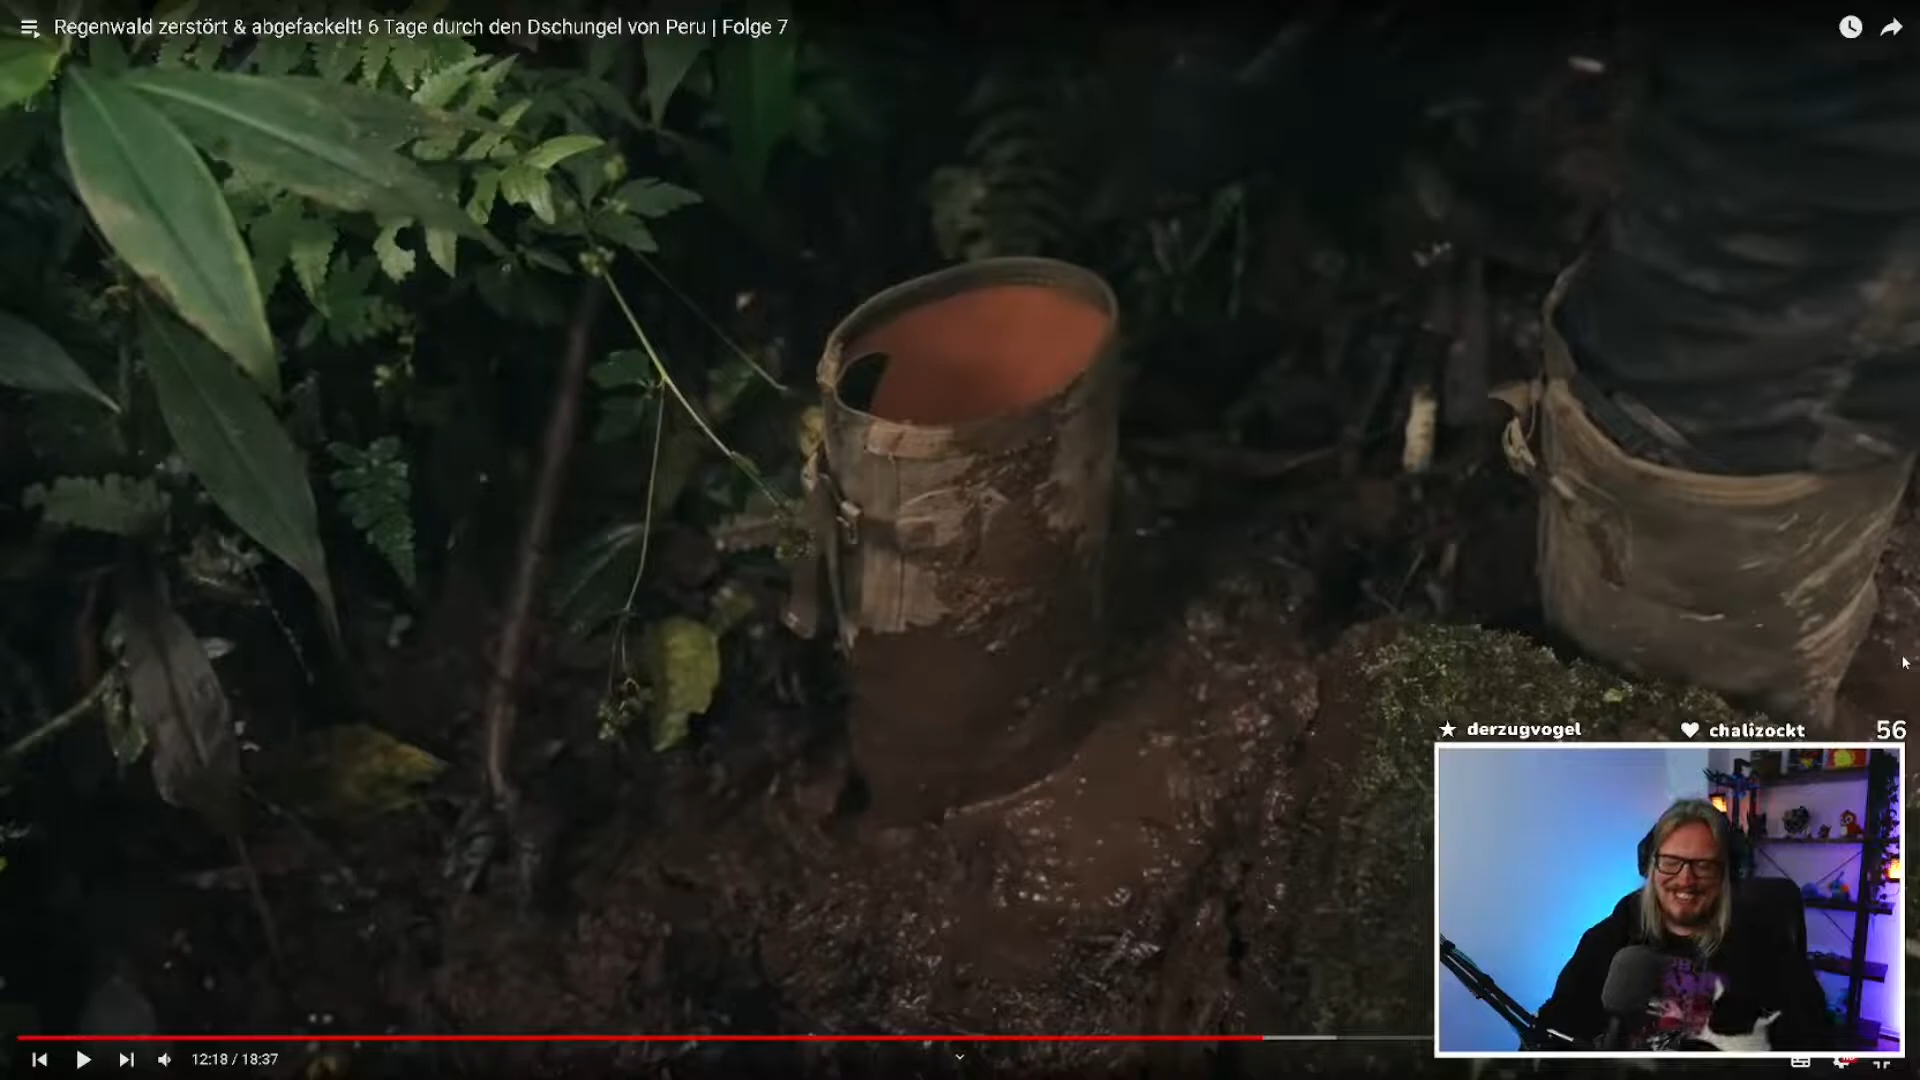 Regenwald zerstört & abgefackelt! 6 Tage durch den Dschungel von Peru | Folge 7
derzugvogel
chalizockt
56
12:18 / 18:37